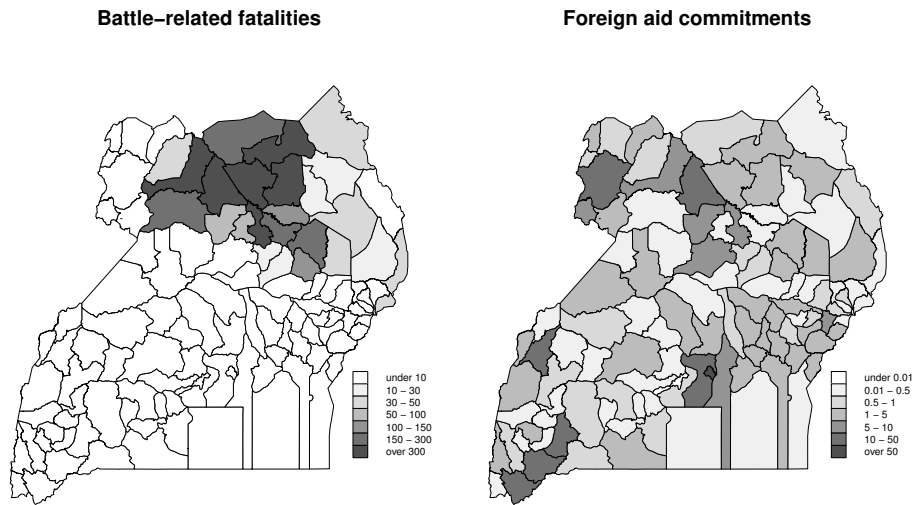 Battle−related fatalities
Foreign aid commitments
under 10
10 − 30
30 − 50
50 − 100
100 − 150
150 − 300
over 300
under 0.01
0.01 − 0.5
0.5 − 1
1 − 5
5 − 10
10 − 50
over 50